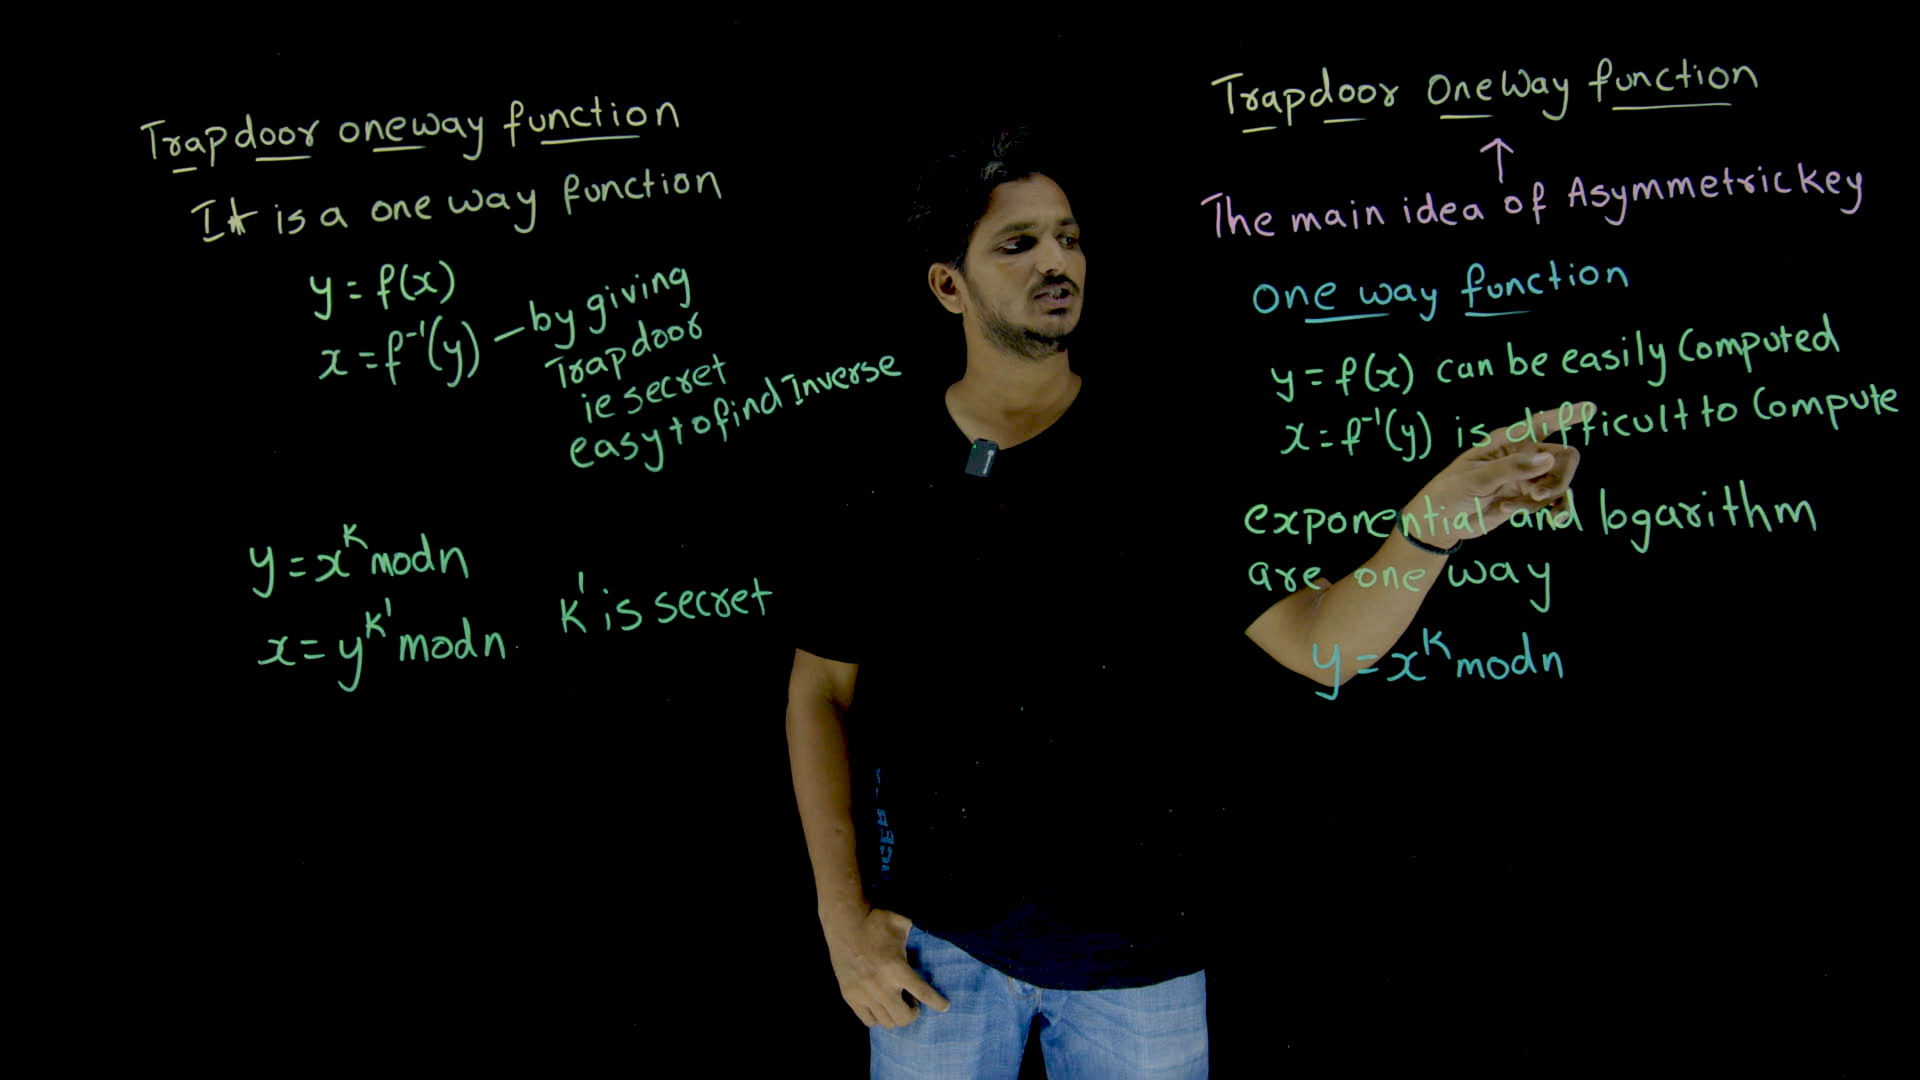 Trapdoor oneway function
It is a one way function
y = f(x)
x = f⁻¹(y) – by giving
Trapdoor
ie secret
easy to find Inverse
y = x^k mod n
x = y^k' mod n. k' is secret
Trapdoor OneWay function
↑
The main idea of Asymmetric key
One way function
y = f(x) can be easily Computed
x = f⁻¹(y) is difficult to Compute
exponential and logarithm
are one way
y = x^k mod n